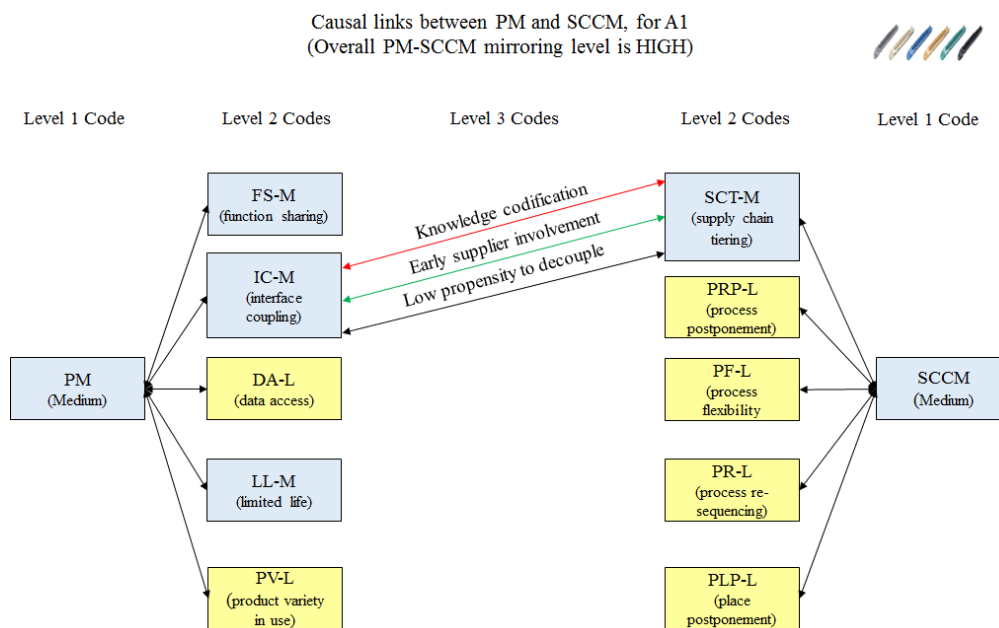 Causal links between PM and SCCM, for A1
(Overall PM-SCCM mirroring level is HIGH)
Level 1 Code
Level 2 Codes
Level 3 Codes
Level 2 Codes
Level 1 Code
FS-M
(function sharing)
IC-M
(interface
coupling)
DA-L
(data access)
LL-M
(limited life)
PV-L
(product variety
in use)
PM
(Medium)
Knowledge codification
Early supplier involvement
Low propensity to decouple
SCT-M
(supply chain
tiering)
PRP-L
(process
postponement)
PF-L
(process
flexibility
PR-L
(process re-
sequencing)
PLP-L
(place
postponement)
SCCM
(Medium)